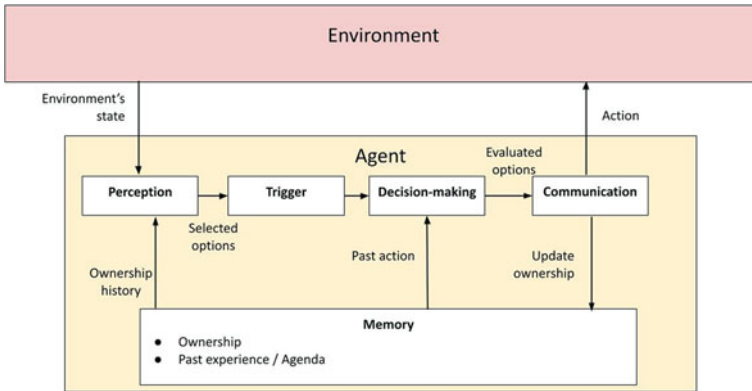 Environment
Environment's
state
Action
Agent
Evaluated
options
Perception
Trigger
Decision-making
Communication
Selected
options
Ownership
history
Past action
Update
ownership
Memory
● Ownership
● Past experience / Agenda